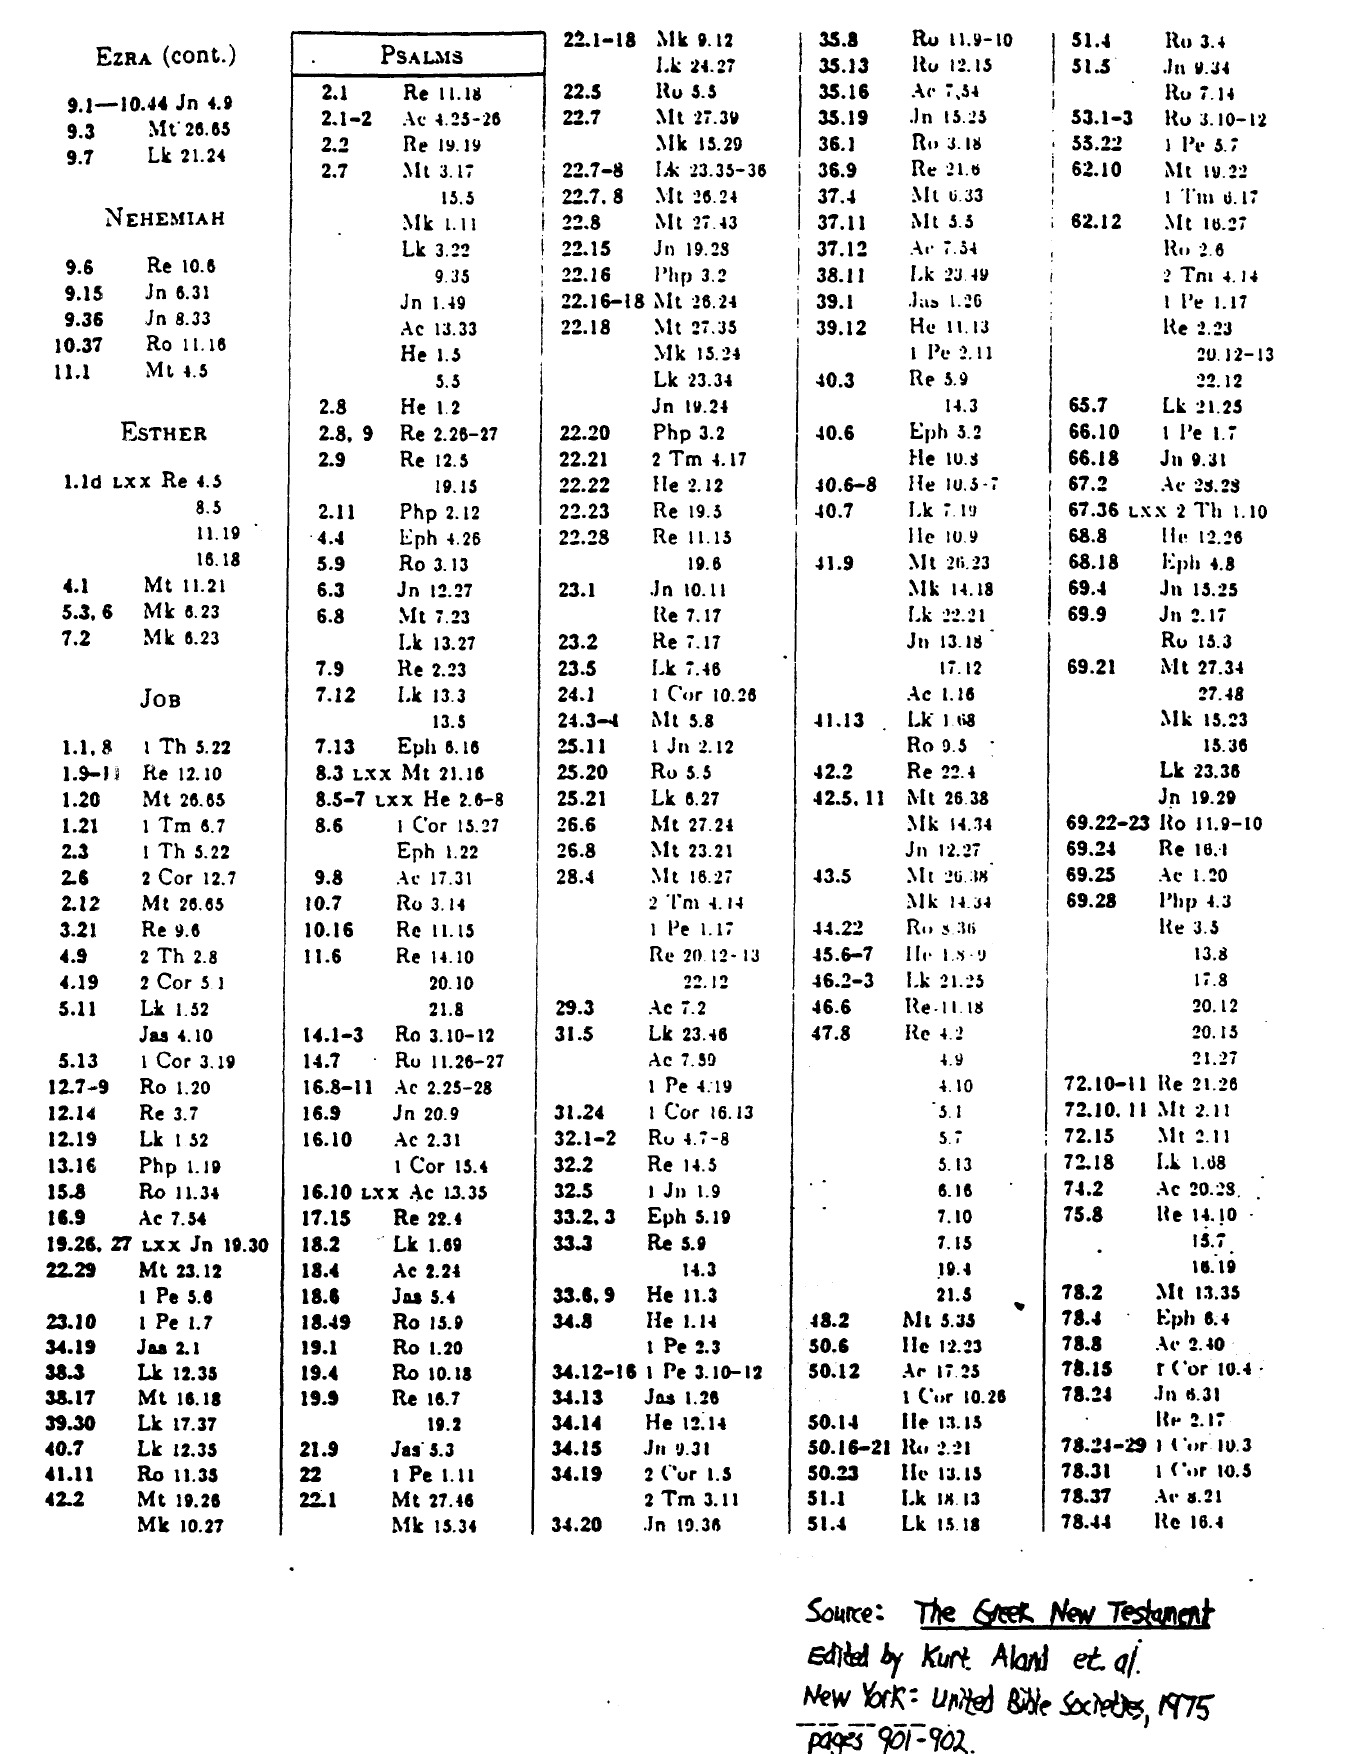 EZRA (cont.)
9.1—10.44 Jn 4.9
9.3 Mt 26.65
9.7 Lk 21.24
NEHEMIAH
9.6 Re 10.6
9.15 Jn 6.31
9.36 Jn 8.33
10.37 Ro 11.16
11.1 Mt 4.5
ESTHER
1.1d LXX Re 4.5
8.5
11.19
16.18
4.1 Mt 11.21
5.3, 6 Mk 6.23
7.2 Mk 6.23
JOB
1.1, 8 1 Th 5.22
1.9–11 Re 12.10
1.20 Mt 26.65
1.21 1 Tm 6.7
2.3 1 Th 5.22
2.6 2 Cor 12.7
2.12 Mt 26.65
3.21 Re 9.6
4.9 2 Th 2.8
4.19 2 Cor 5.1
5.11 Lk 1.52
Jas 4.10
5.13 1 Cor 3.19
12.7–9 Ro 1.20
12.14 Re 3.7
12.19 Lk 1.52
13.16 Php 1.19
15.8 Ro 11.34
16.9 Ac 7.54
19.26, 27 LXX Jn 19.30
22.29 Mt 23.12
1 Pe 5.6
23.10 1 Pe 1.7
34.19 Jas 2.1
38.3 Lk 12.35
38.17 Mt 16.18
39.30 Lk 17.37
40.7 Lk 12.35
41.11 Ro 11.35
42.2 Mt 19.26
Mk 10.27
PSALMS
2.1 Re 11.18
2.1–2 Ac 4.25–26
2.2 Re 19.19
2.7 Mt 3.17
15.5
Mk 1.11
Lk 3.22
9.35
Jn 1.49
Ac 13.33
He 1.5
5.5
2.8 He 1.2
2.8, 9 Re 2.26–27
2.9 Re 12.5
19.15
2.11 Php 2.12
4.4 Eph 4.26
5.9 Ro 3.13
6.3 Jn 12.27
6.8 Mt 7.23
Lk 13.27
7.9 Re 2.23
7.12 Lk 13.3
13.5
7.13 Eph 6.16
8.3 LXX Mt 21.16
8.5–7 LXX He 2.6–8
8.6 1 Cor 15.27
Eph 1.22
9.8 Ac 17.31
10.7 Ro 3.14
10.16 Re 11.15
11.6 Re 14.10
20.10
21.8
14.1–3 Ro 3.10–12
14.7 Ro 11.26–27
16.8–11 Ac 2.25–28
16.9 Jn 20.9
16.10 Ac 2.31
1 Cor 15.4
16.10 LXX Ac 13.35
17.15 Re 22.4
18.2 Lk 1.69
18.4 Ac 2.24
18.6 Jas 5.4
18.49 Ro 15.9
19.1 Ro 1.20
19.4 Ro 10.18
19.9 Re 16.7
19.2
21.9 Jas 5.3
22 1 Pe 1.11
22.1 Mt 27.46
Mk 15.34
22.1–18 Mk 9.12
Lk 24.27
22.5 Ro 5.5
22.7 Mt 27.39
Mk 15.29
22.7–8 Lk 23.35–36
22.7, 8 Mt 26.24
22.8 Mt 27.43
22.15 Jn 19.28
22.16 Php 3.2
22.16–18 Mt 26.24
22.18 Mt 27.35
Mk 15.24
Lk 23.34
Jn 19.24
22.20 Php 3.2
22.21 2 Tm 4.17
22.22 He 2.12
22.23 Re 19.5
22.28 Re 11.15
19.6
23.1 Jn 10.11
Re 7.17
23.2 Re 7.17
23.5 Lk 7.46
24.1 1 Cor 10.26
24.3–4 Mt 5.8
25.11 1 Jn 2.12
25.20 Ro 5.5
25.21 Lk 6.27
26.6 Mt 27.24
26.8 Mt 23.21
28.4 Mt 16.27
2 Tm 4.14
1 Pe 1.17
Re 20.12–13
22.12
29.3 Ac 7.2
31.5 Lk 23.46
Ac 7.59
1 Pe 4.19
31.24 1 Cor 16.13
32.1–2 Ro 4.7–8
32.2 Re 14.5
32.5 1 Jn 1.9
33.2, 3 Eph 5.19
33.3 Re 5.9
14.3
33.6, 9 He 11.3
34.8 He 1.14
1 Pe 2.3
34.12–16 1 Pe 3.10–12
34.13 Jas 1.26
34.14 He 12.14
34.15 Jn 9.31
34.19 2 Cor 1.5
2 Tm 3.11
34.20 Jn 19.36
35.8 Ro 11.9–10
35.13 Ro 12.15
35.16 Ac 7.54
35.19 Jn 15.25
36.1 Ro 3.18
36.9 Re 21.6
37.4 Mt 6.33
37.11 Mt 5.5
37.12 Ac 7.54
38.11 Lk 23.49
39.1 Jas 1.26
39.12 He 11.13
1 Pe 2.11
40.3 Re 5.9
14.3
40.6 Eph 5.2
He 10.8
40.6–8 He 10.5–7
40.7 Lk 7.19
He 10.9
41.9 Mt 26.23
Mk 14.18
Lk 22.21
Jn 13.18
17.12
Ac 1.16
41.13 Lk 1.68
Ro 9.5
42.2 Re 22.4
42.5, 11 Mt 26.38
Mk 14.34
Jn 12.27
43.5 Mt 26.38
Mk 14.34
44.22 Ro 8.36
45.6–7 He 1.8–9
46.2–3 Lk 21.25
46.6 Re 11.18
47.8 Re 4.2
4.9
4.10
5.1
5.7
5.13
6.16
7.10
7.15
19.4
21.5
48.2 Mt 5.35
50.6 He 12.23
50.12 Ac 17.25
1 Cor 10.26
50.14 He 13.15
50.16–21 Ro 2.21
50.23 He 13.15
51.1 Lk 18.13
51.4 Lk 15.18
51.4 Ro 3.4
51.5 Jn 9.34
Ro 7.14
53.1–3 Ro 3.10–12
55.22 1 Pe 5.7
62.10 Mt 19.22
1 Tm 6.17
62.12 Mt 16.27
Ro 2.6
2 Tm 4.14
1 Pe 1.17
Re 2.23
20.12–13
22.12
65.7 Lk 21.25
66.10 1 Pe 1.7
66.18 Jn 9.31
67.2 Ac 28.28
67.36 LXX 2 Th 1.10
68.8 He 12.26
68.18 Eph 4.8
69.4 Jn 15.25
69.9 Jn 2.17
Ro 15.3
69.21 Mt 27.34
27.48
Mk 15.23
15.36
Lk 23.36
Jn 19.29
69.22–23 Ro 11.9–10
69.24 Re 16.1
69.25 Ac 1.20
69.28 Php 4.3
Re 3.5
13.8
17.8
20.12
20.15
21.27
72.10–11 Re 21.26
72.10, 11 Mt 2.11
72.15 Mt 2.11
72.18 Lk 1.68
74.2 Ac 20.28
75.8 Re 14.10
15.7
16.19
78.2 Mt 13.35
78.4 Eph 6.4
78.8 Ac 2.40
78.15 1 Cor 10.4
78.24 Jn 6.31
Re 2.17
78.24–29 1 Cor 10.3
78.31 1 Cor 10.5
78.37 Ac 8.21
78.44 Re 16.4
Source: The Greek New Testament
Edited by Kurt Aland et. al.
New York: United Bible Societies, 1975
pages 901-902.